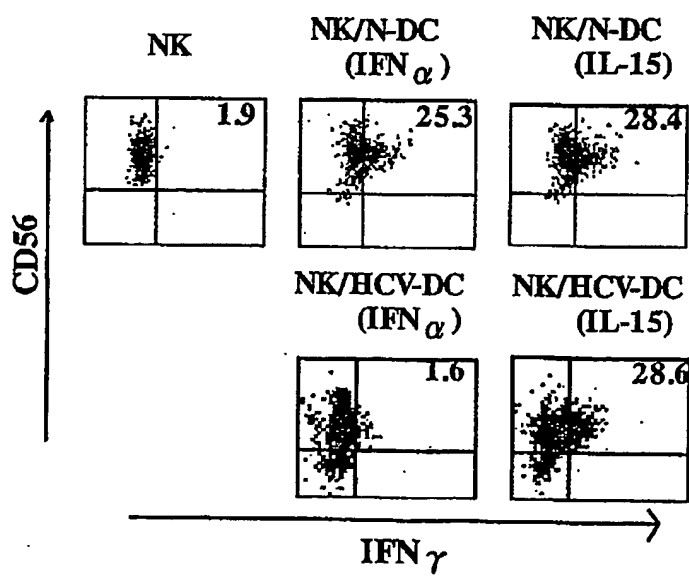 NK
NK/N-DC
(IFNα)
NK/N-DC
(IL-15)
1.9
25.3
28.4
CD56
NK/HCV-DC
(IFNα)
NK/HCV-DC
(IL-15)
1.6
28.6
IFNγ